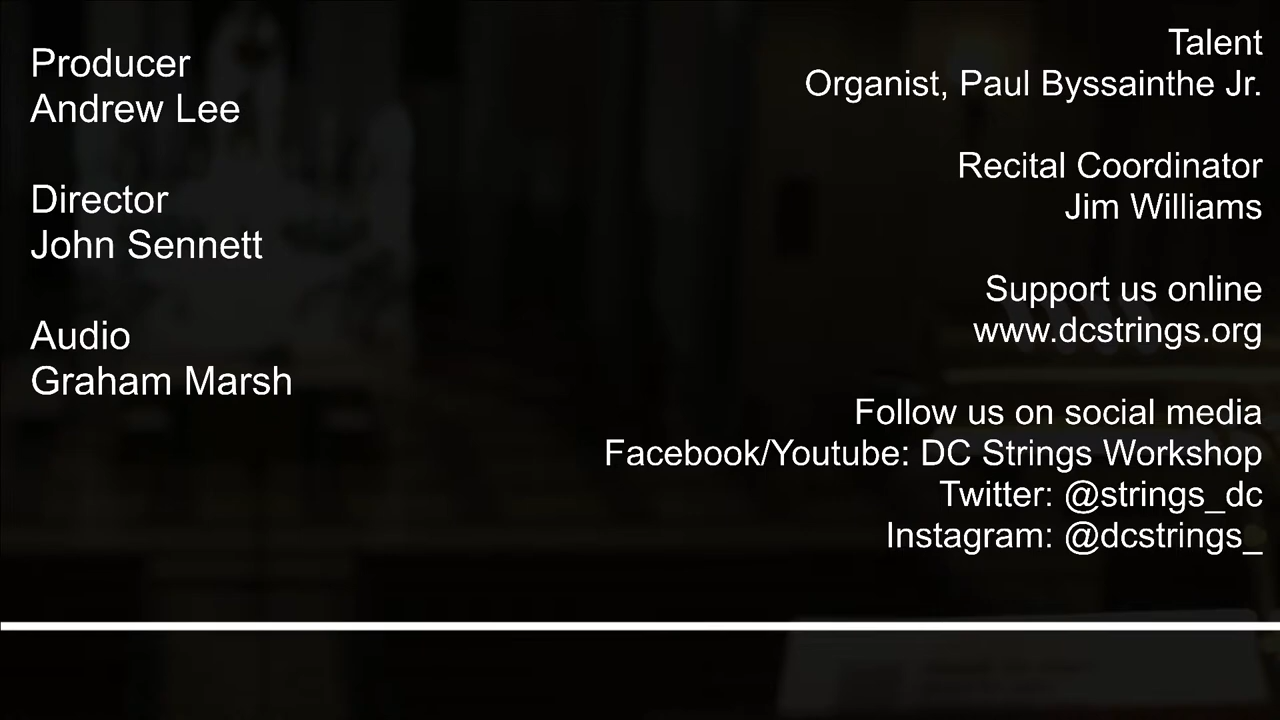 Producer
Andrew Lee
Director
John Sennett
Audio
Graham Marsh
Talent
Organist, Paul Byssainthe Jr.
Recital Coordinator
Jim Williams
Support us online
www.dcstrings.org
Follow us on social media
Facebook/Youtube: DC Strings Workshop
Twitter: @strings_dc
Instagram: @dcstrings_